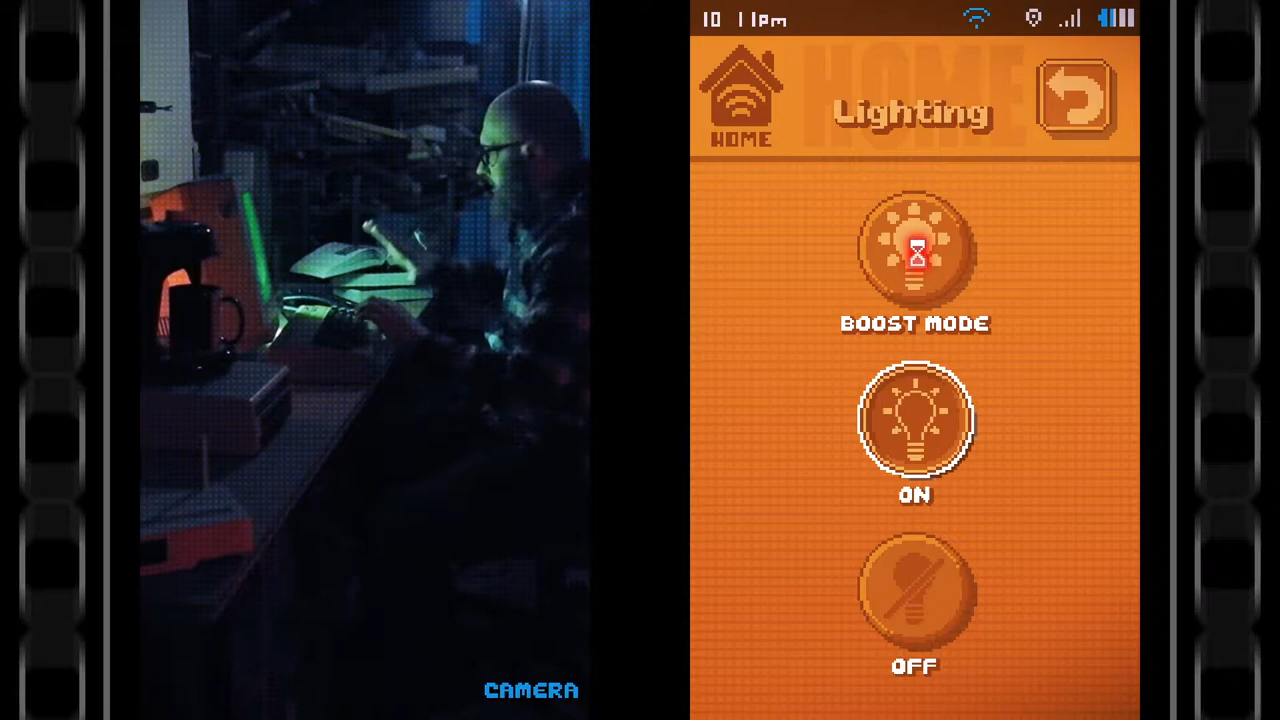 10 11pm
HOME
Lighting
HOME
BOOST MODE
ON
OFF
CAMERA